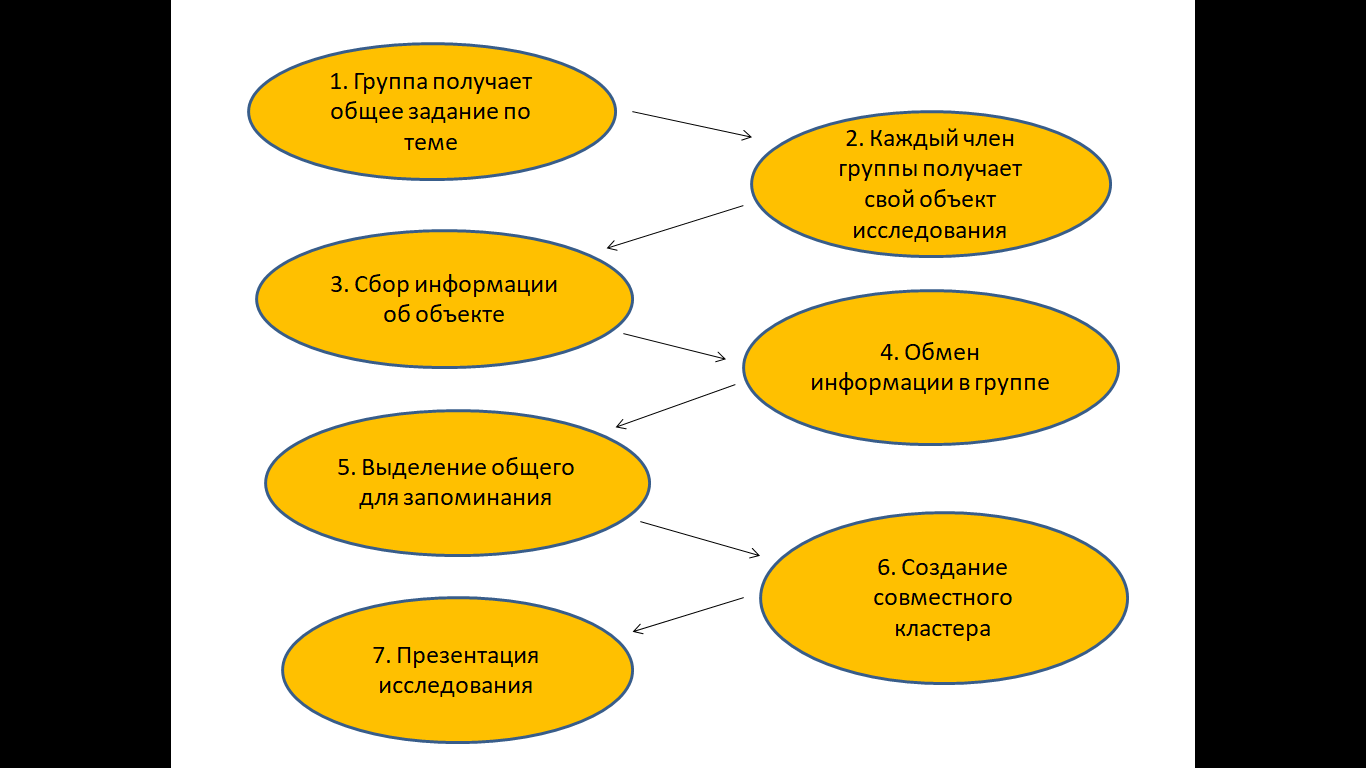 1. Группа получает
общее задание по
теме
2. Каждый член
группы получает
свой объект
исследования
3. Сбор информации
об объекте
4. Обмен
информации в группе
5. Выделение общего
для запоминания
6. Создание
совместного
кластера
7. Презентация
исследования